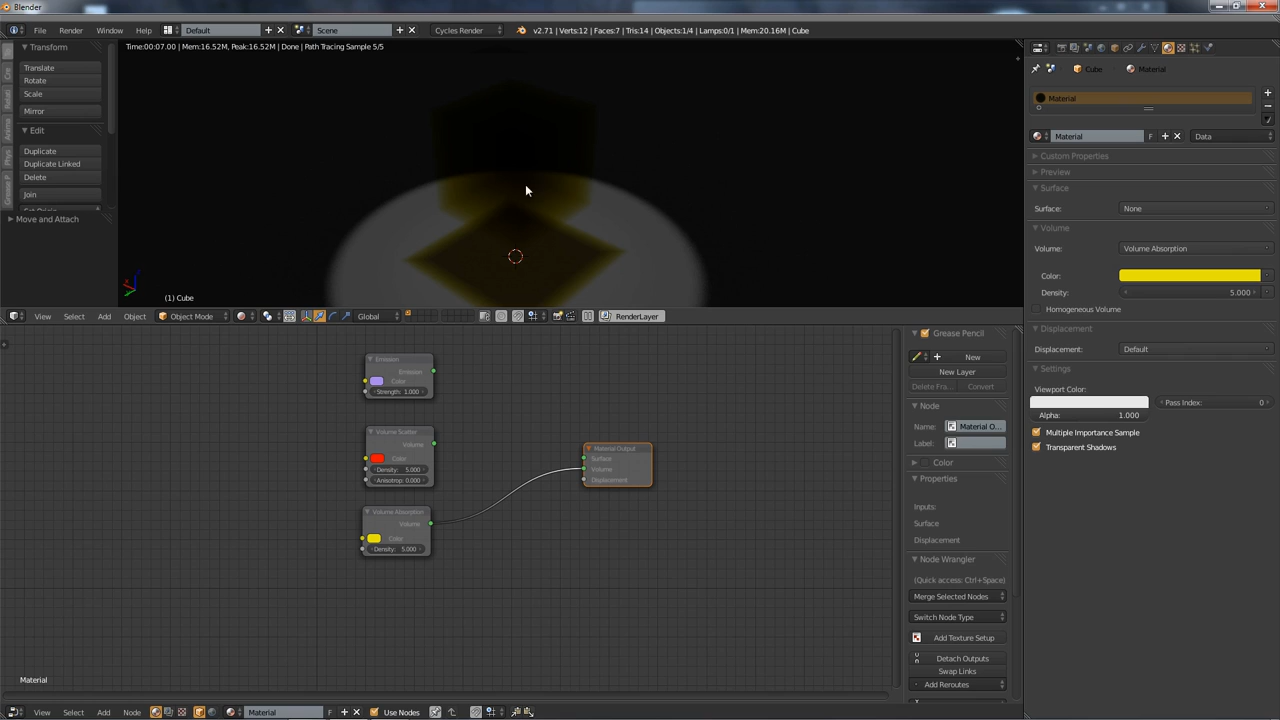 Blender
File Render Window Help Default Scene Cycles Render v2.71 | Verts:12 | Faces:7 | Tris:14 | Objects:1/4 | Lamps:0/1 | Mem:20.16M | Cube
Transform
Translate
Rotate
Scale
Mirror
Edit
Duplicate
Duplicate Linked
Delete
Join
Move and Attach
Time:00:07.00 | Mem:16.52M, Peak:16.52M | Done | Path Tracing Sample 5/5
(1) Cube
View Select Add Object Object Mode Global RenderLayer
Emission
Emission
Color
Strength: 1.000
Volume Scatter
Volume
Color
Density: 5.000
Anisotrop: 0.000
Volume Absorption
Volume
Color
Density: 5.000
Material Output
Surface
Volume
Displacement
Material
Grease Pencil
New
New Layer
Delete Fra... Convert
Node
Name: Material O...
Label:
Color
Properties
Inputs:
Surface
Displacement
Node Wrangler
(Quick access: Ctrl+Space)
Merge Selected Nodes
Switch Node Type
Add Texture Setup
Detach Outputs
Swap Links
Add Reroutes
Cube Material
Material
Material F Data
Custom Properties
Preview
Surface
Surface: None
Volume
Volume: Volume Absorption
Color:
Density: 5.000
Homogeneous Volume
Displacement
Displacement: Default
Settings
Viewport Color:
Pass Index: 0
Alpha: 1.000
Multiple Importance Sample
Transparent Shadows
View Select Add Node Material F Use Nodes